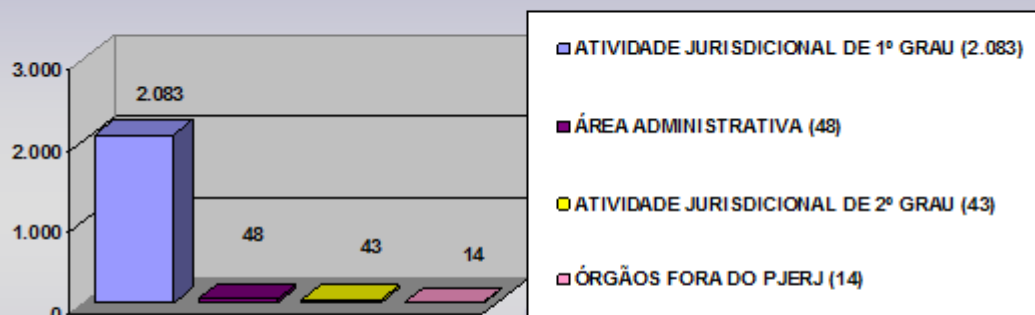 3.000
2.000
1.000
0
2.083
48
43
14
ATIVIDADE JURISDICIONAL DE 1º GRAU (2.083)
ÁREA ADMINISTRATIVA (48)
ATIVIDADE JURISDICIONAL DE 2º GRAU (43)
ÓRGÃOS FORA DO PJERJ (14)